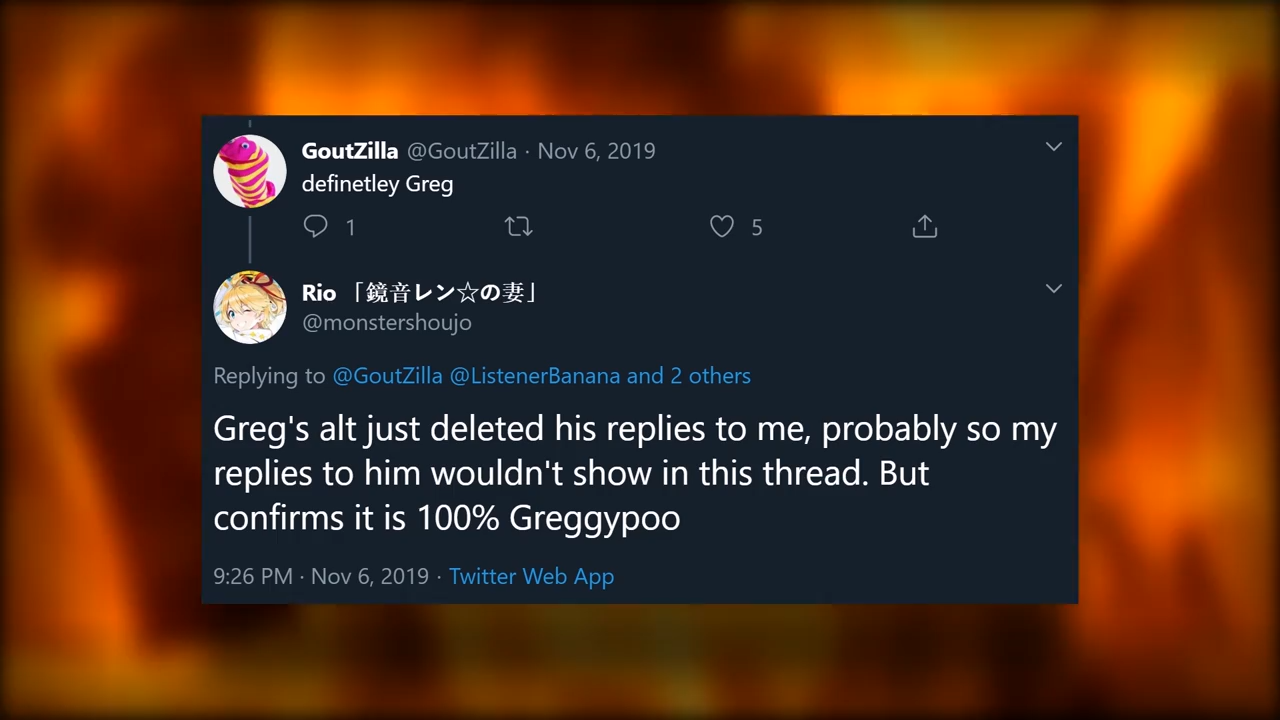 GoutZilla @GoutZilla · Nov 6, 2019
definetley Greg
1 5
Rio 「鏡音レン☆の妻」
@monstershoujo
Replying to @GoutZilla @ListenerBanana and 2 others
Greg's alt just deleted his replies to me, probably so my
replies to him wouldn't show in this thread. But
confirms it is 100% Greggypoo
9:26 PM · Nov 6, 2019 · Twitter Web App